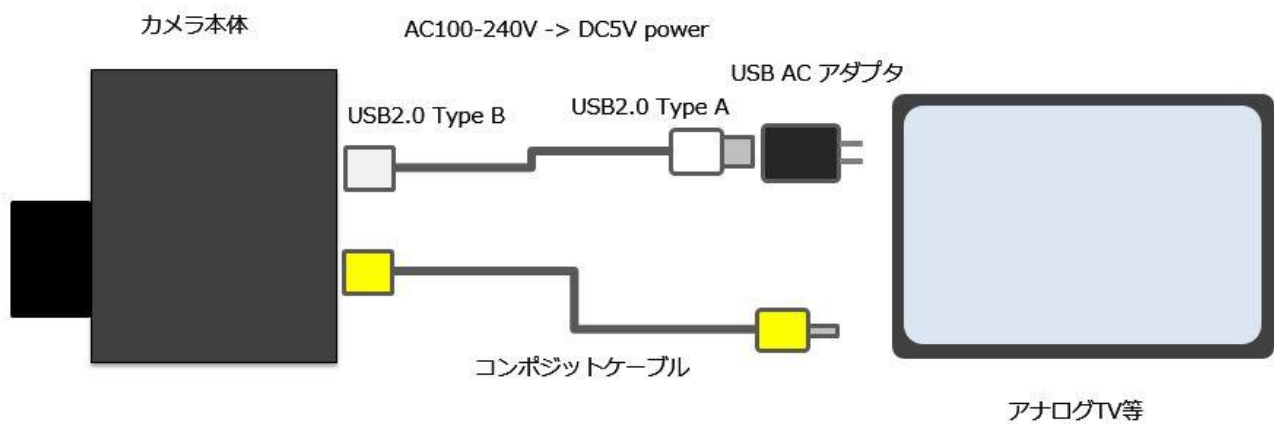 カメラ本体
AC100-240V -> DC5V power
USB AC アダプタ
USB2.0 Type B
USB2.0 Type A
コンポジットケーブル
アナログTV等